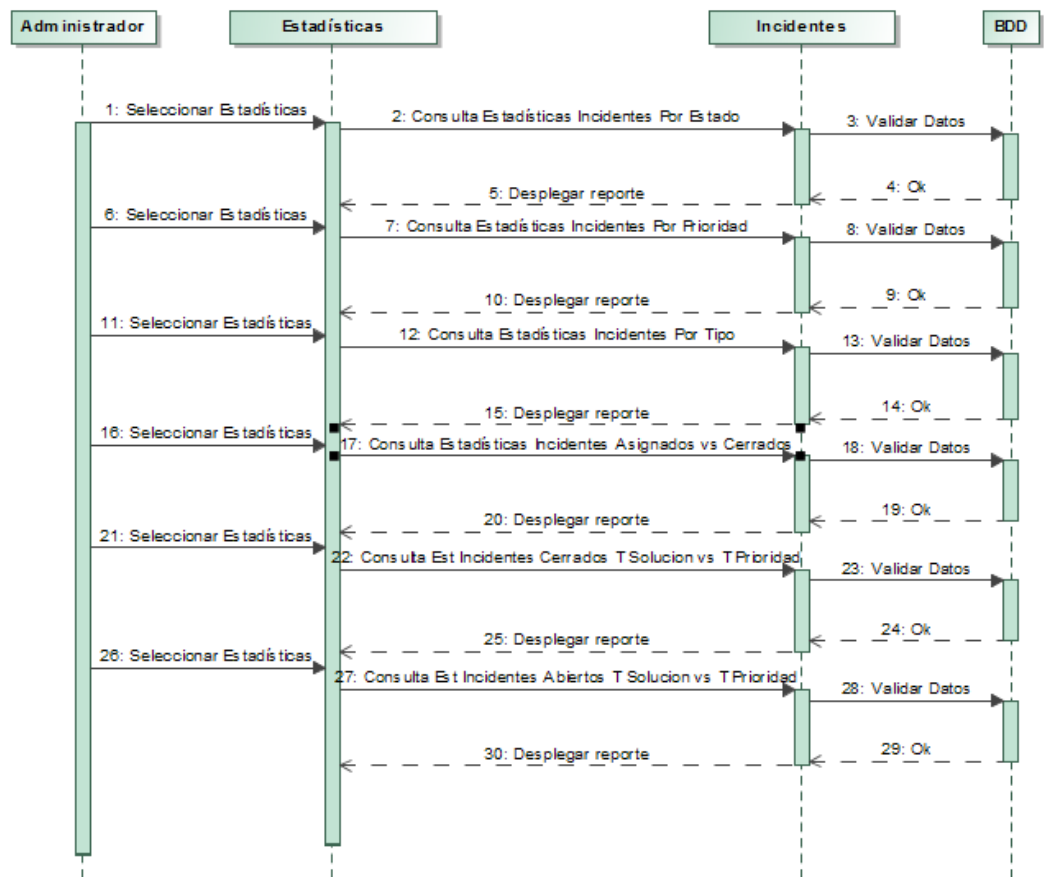 Administrador
Estadísticas
Incidentes
BDD
1: Seleccionar Estadísticas
2: Consulta Estadísticas Incidentes Por Estado
3: Validar Datos
4: Ok
5: Desplegar reporte
6: Seleccionar Estadísticas
7: Consulta Estadísticas Incidentes Por Prioridad
8: Validar Datos
9: Ok
10: Desplegar reporte
11: Seleccionar Estadísticas
12: Consulta Estadísticas Incidentes Por Tipo
13: Validar Datos
14: Ok
15: Desplegar reporte
16: Seleccionar Estadísticas
17: Consulta Estadísticas Incidentes Asignados vs Cerrados
18: Validar Datos
19: Ok
20: Desplegar reporte
21: Seleccionar Estadísticas
22: Consulta Est Incidentes Cerrados T Solucion vs T Prioridad
23: Validar Datos
24: Ok
25: Desplegar reporte
26: Seleccionar Estadísticas
27: Consulta Est Incidentes Abiertos T Solucion vs T Prioridad
28: Validar Datos
29: Ok
30: Desplegar reporte